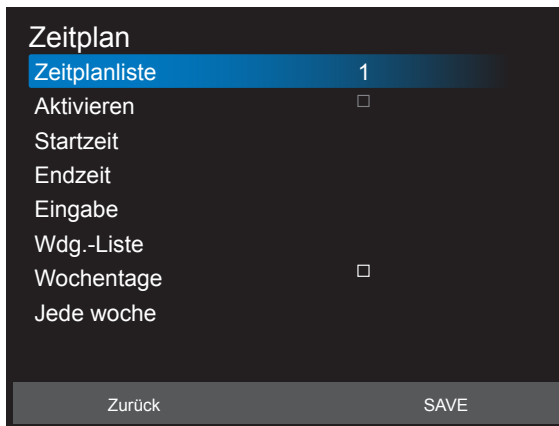 Zeitplan
Zeitplanliste 1
Aktivieren
Startzeit
Endzeit
Eingabe
Wdg.-Liste
Wochentage
Jede woche
Zurück SAVE